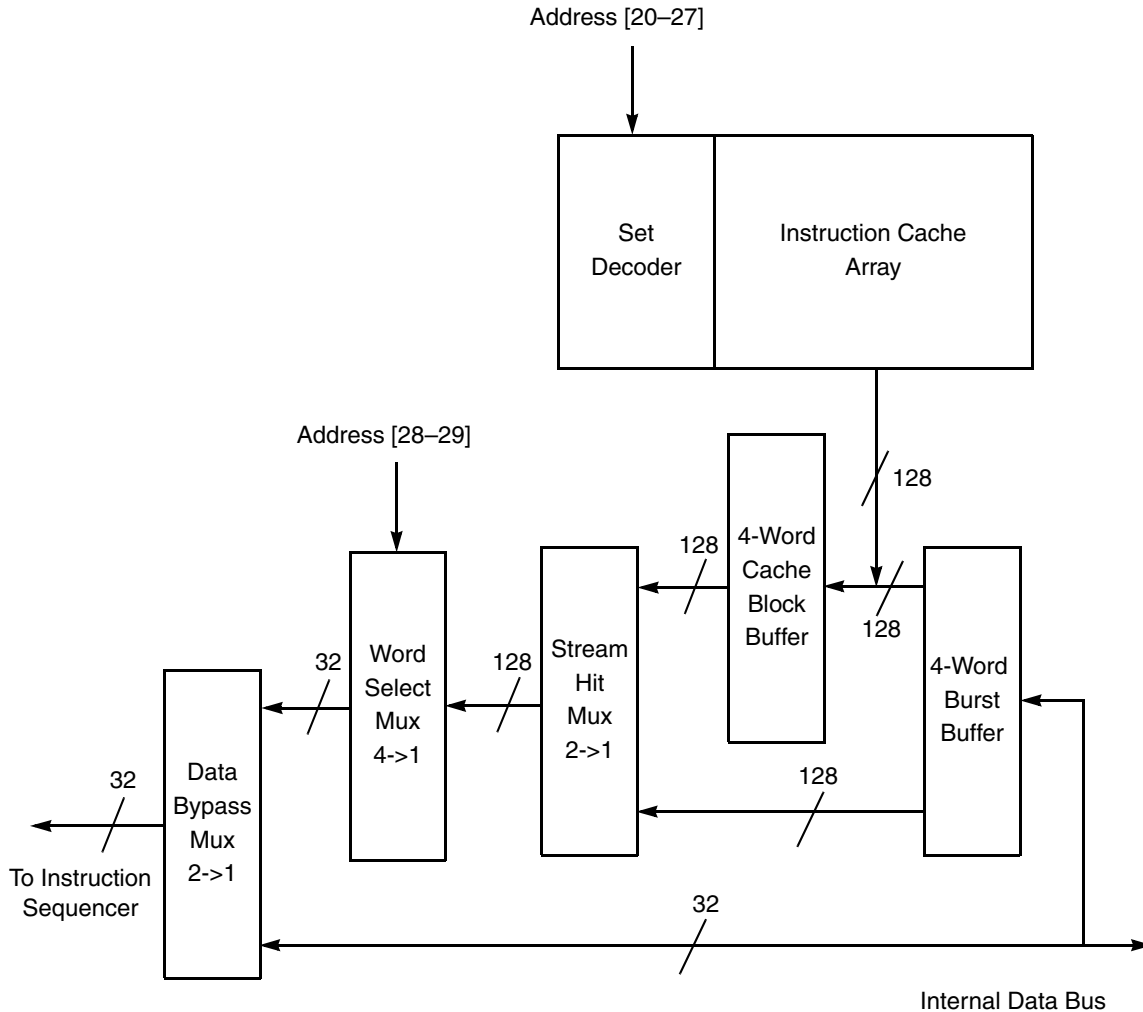 Address [20–27]
Set
Decoder
Instruction Cache
Array
Address [28–29]
128
4-Word
Cache
Block
Buffer
128
128
4-Word
Burst
Buffer
Stream
Hit
Mux
2->1
128
Word
Select
Mux
4->1
32
128
Data
Bypass
Mux
2->1
32
To Instruction
Sequencer
32
Internal Data Bus